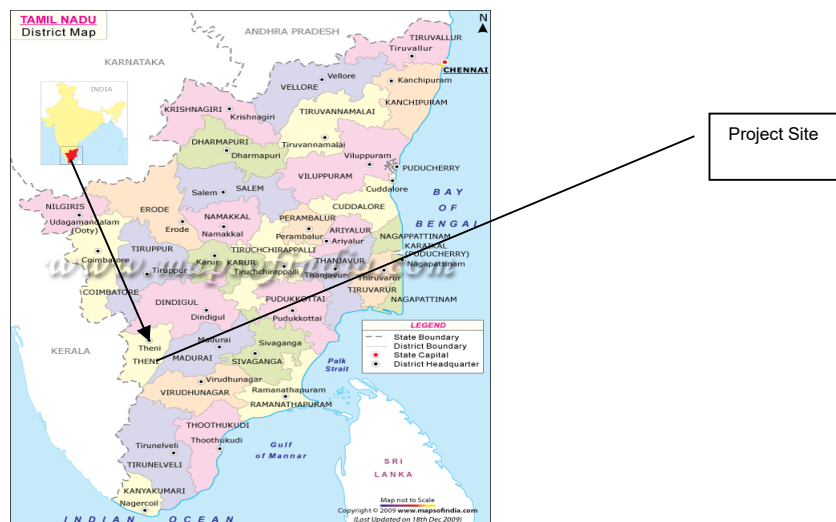 TAMIL NADU
District Map
N
ANDHRA PRADESH
KARNATAKA
INDIA
TIRUVALLUR
Tiruvallur
CHENNAI
Vellore
VELLORE
Kanchipuram
KANCHIPURAM
KRISHNAGIRI
Krishnagiri
TIRUVANNAMALAI
Tiruvannamalai
DHARMAPURI
Dharmapuri
Viluppuram
VILUPPURAM
PUDUCHERRY
Cuddalore
CUDDALORE
Salem
SALEM
BAY
OF
BENGAL
NILGIRIS
Udagamandalam
(Ooty)
ERODE
Erode
NAMAKKAL
Namakkal
PERAMBALUR
Perambalur
ARIYALUR
Ariyalur
NAGAPPATTINAM
KARAIKAL
(PUDUCHERRY)
Nagapattinam
Coimbatore
COIMBATORE
TIRUPPUR
Tiruppur
Karur
KARUR
TIRUCHCHIRAPPALLI
Tiruchchirappalli
THANJAVUR
Thanjavur
Thiruvarur
TIRUVARUR
NAGAPATTINAM
www.mapsofindia.com
DINDIGUL
Dindigul
PUDUKKOTTAI
Pudukkottai
KERALA
Theni
THENI
Madurai
MADURAI
Sivaganga
SIVAGANGA
Palk
Strait
Virudhunagar
VIRUDHUNAGAR
Ramanathapuram
RAMANATHAPURAM
THOOTHUKUDI
Thoothukudi
Tirunelveli
TIRUNELVELI
Gulf
of Mannar
KANYAKUMARI
Nagercoil
SRI
LANKA
INDIAN OCEAN
LEGEND
State Boundary
District Boundary
State Capital
District Headquarter
Map not to Scale
Copyright © 2009 www.mapsofindia.com
(Last Updated on 18th Dec 2009)
Project Site